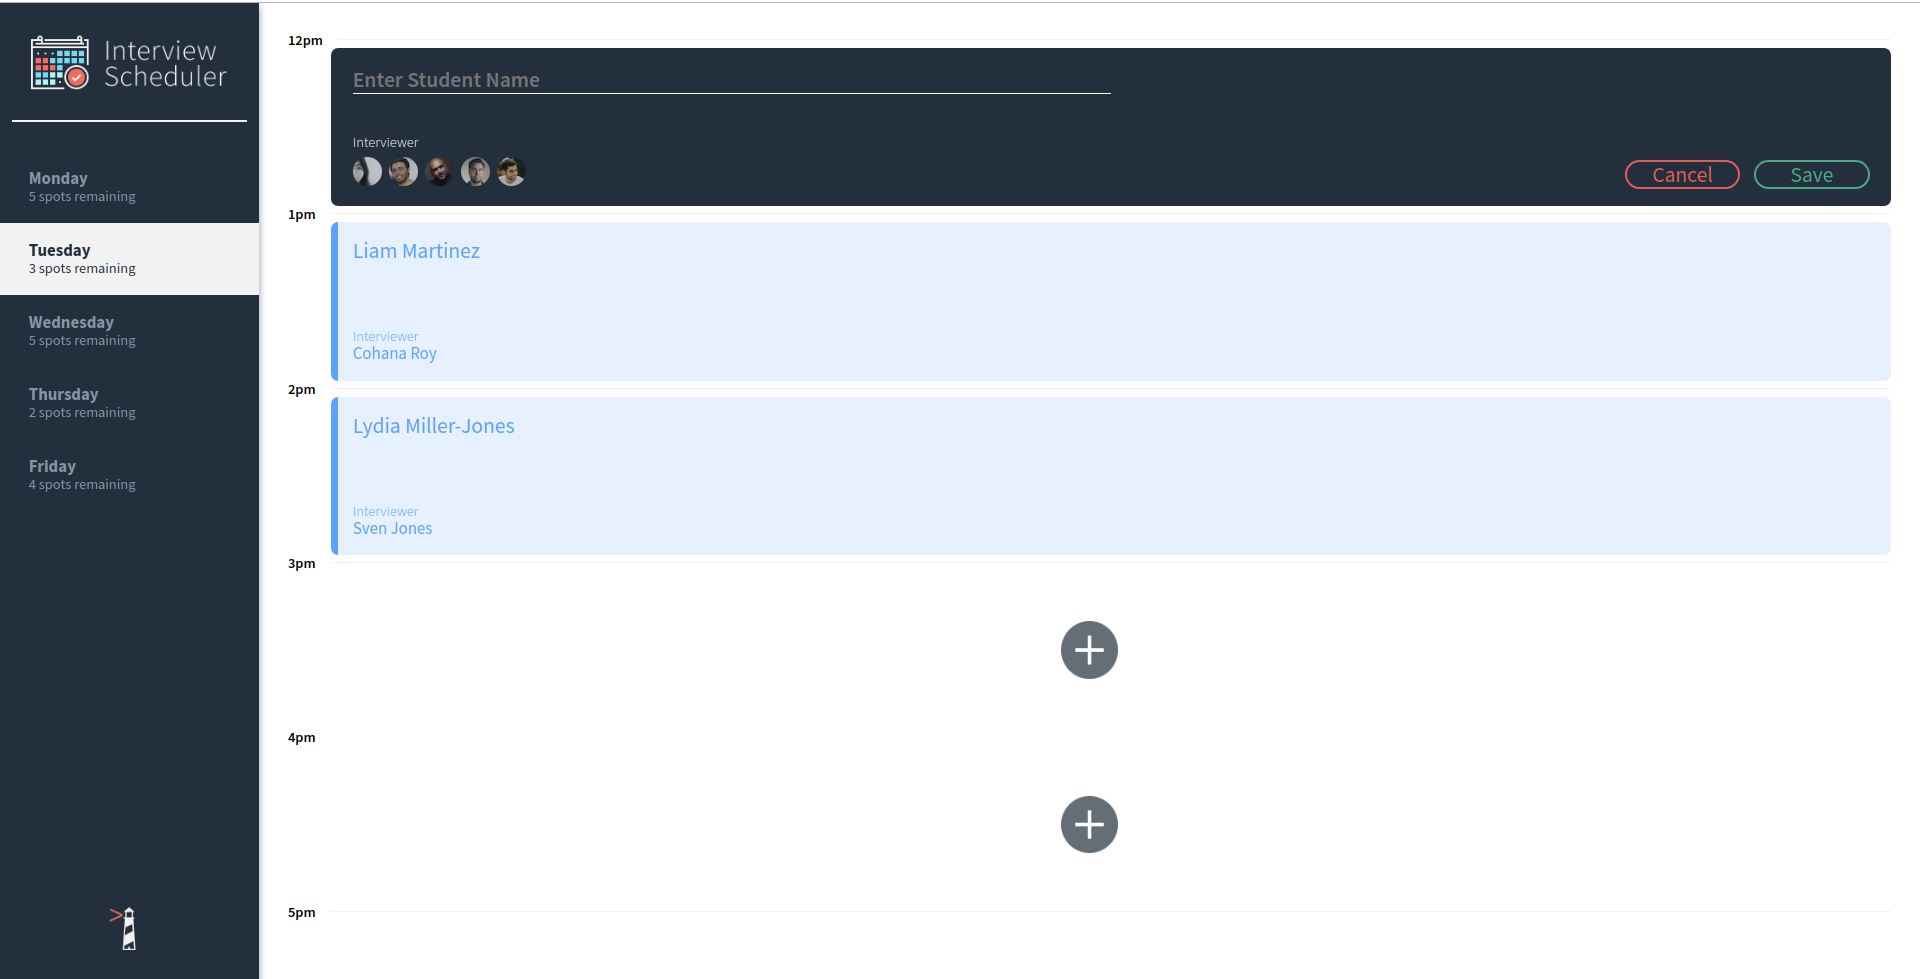 Interview
Scheduler
Monday
5 spots remaining
Tuesday
3 spots remaining
Wednesday
5 spots remaining
Thursday
2 spots remaining
Friday
4 spots remaining
12pm
Enter Student Name
Interviewer
Cancel
Save
1pm
Liam Martinez
Interviewer
Cohana Roy
2pm
Lydia Miller-Jones
Interviewer
Sven Jones
3pm
4pm
5pm